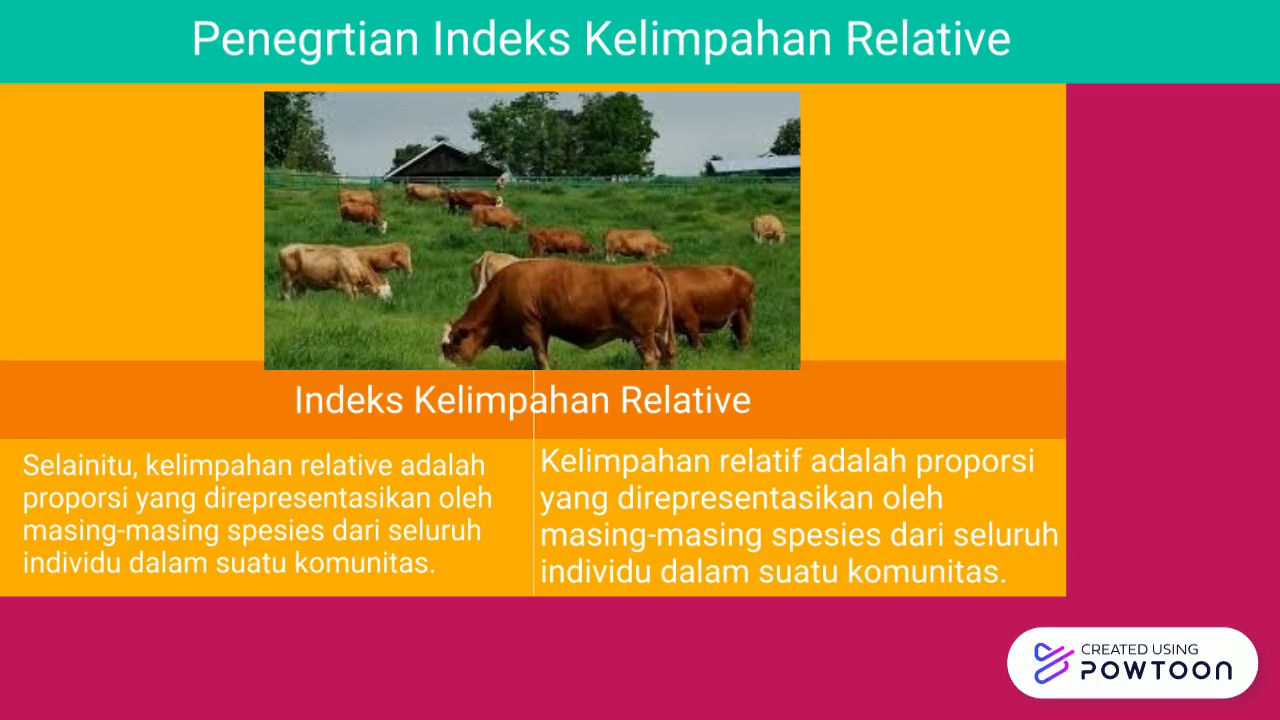 Penegrtian Indeks Kelimpahan Relative
Indeks Kelimpahan Relative
Selainitu, kelimpahan relative adalah
proporsi yang direpresentasikan oleh
masing-masing spesies dari seluruh
individu dalam suatu komunitas.
Kelimpahan relatif adalah proporsi
yang direpresentasikan oleh
masing-masing spesies dari seluruh
individu dalam suatu komunitas.
CREATED USING
POWTOON